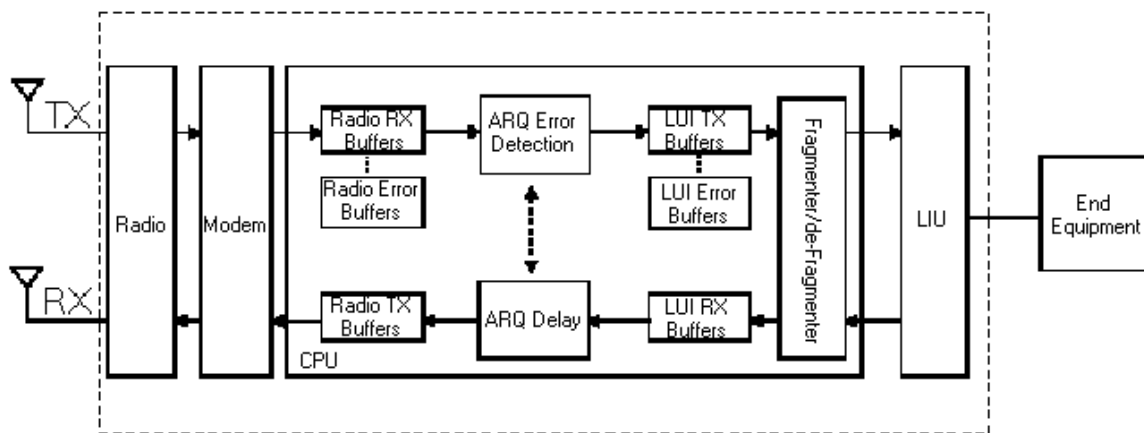 TX
Radio RX
Buffers
ARQ Error
Detection
LUI TX
Buffers
Radio Error
Buffers
LUI Error
Buffers
Fragmenter/de-Fragmenter
Radio
Modem
LIU
End
Equipment
RX
Radio TX
Buffers
ARQ Delay
LUI RX
Buffers
CPU